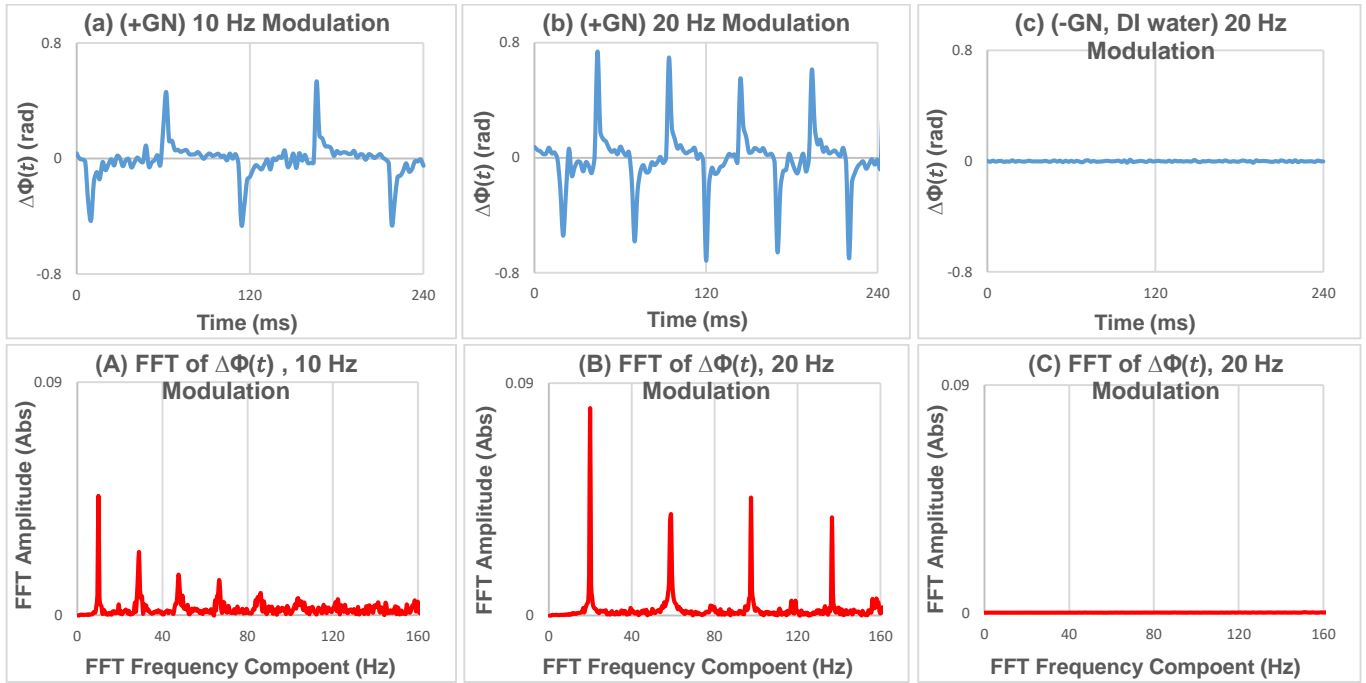 (a) (+GN) 10 Hz Modulation
0.8
0
-0.8
ΔΦ(t) (rad)
0
120
240
Time (ms)
(b) (+GN) 20 Hz Modulation
0.8
0
-0.8
ΔΦ(t) (rad)
0
120
240
Time (ms)
(c) (-GN, DI water) 20 Hz
Modulation
0.8
0
-0.8
ΔΦ(t) (rad)
0
120
240
Time (ms)
(A) FFT of ΔΦ(t) , 10 Hz
Modulation
0.09
0
FFT Amplitude (Abs)
0
40
80
120
160
FFT Frequency Compoent (Hz)
(B) FFT of ΔΦ(t), 20 Hz
Modulation
0.09
0
FFT Amplitude (Abs)
0
40
80
120
160
FFT Frequency Compoent (Hz)
(C) FFT of ΔΦ(t), 20 Hz
Modulation
0.09
0
FFT Amplitude (Abs)
0
40
80
120
160
FFT Frequency Compoent (Hz)